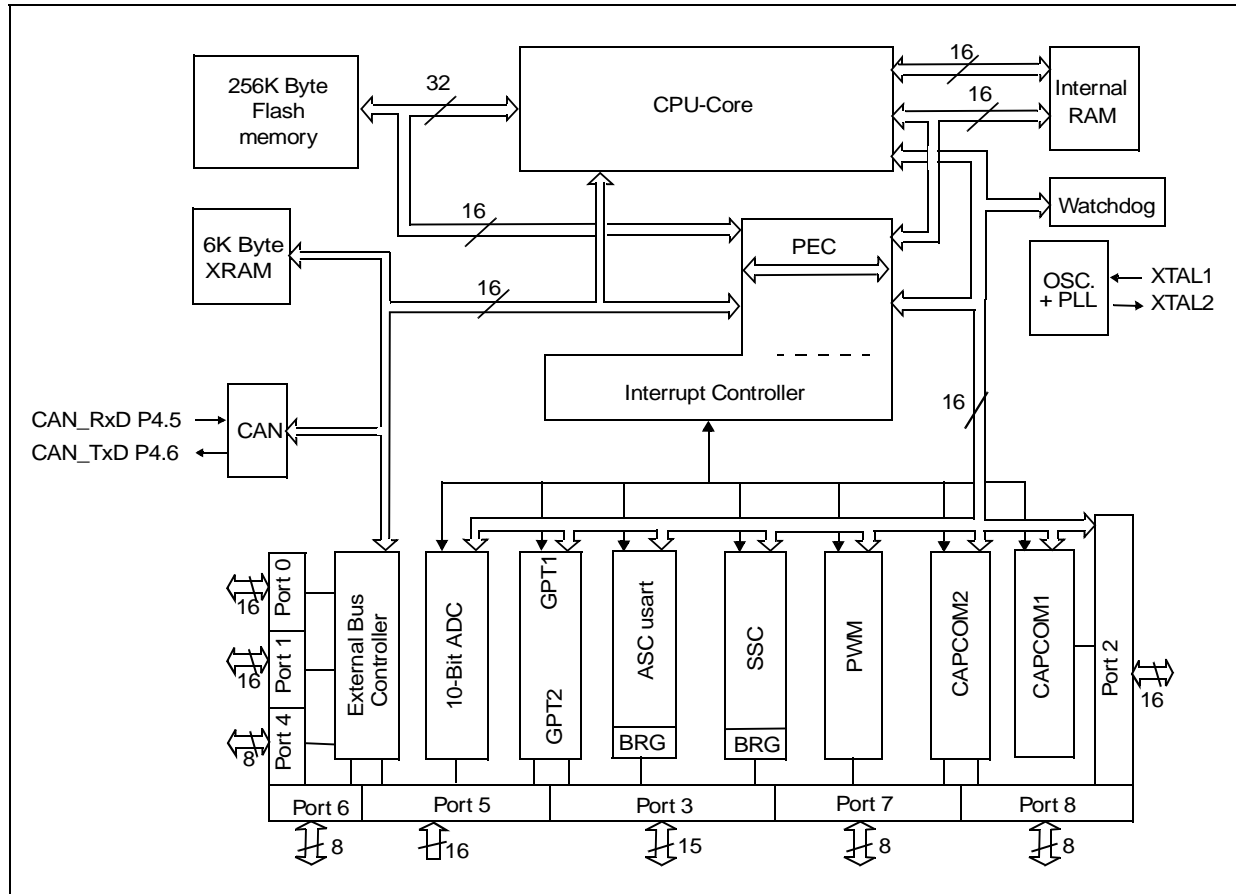 256K Byte
Flash
memory
32
CPU-Core
16
16
Internal
RAM
Watchdog
6K Byte
XRAM
16
16
PEC
OSC.
+ PLL
XTAL1
XTAL2
Interrupt Controller
16
CAN_RxD P4.5
CAN_TxD P4.6
CAN
Port 0
16
Port 1
16
Port 4
8
External Bus
Controller
10-Bit ADC
GPT1
GPT2
ASC usart
BRG
SSC
BRG
PWM
CAPCOM2
CAPCOM1
Port 2
16
Port 6
Port 5
Port 3
Port 7
Port 8
8
16
15
8
8